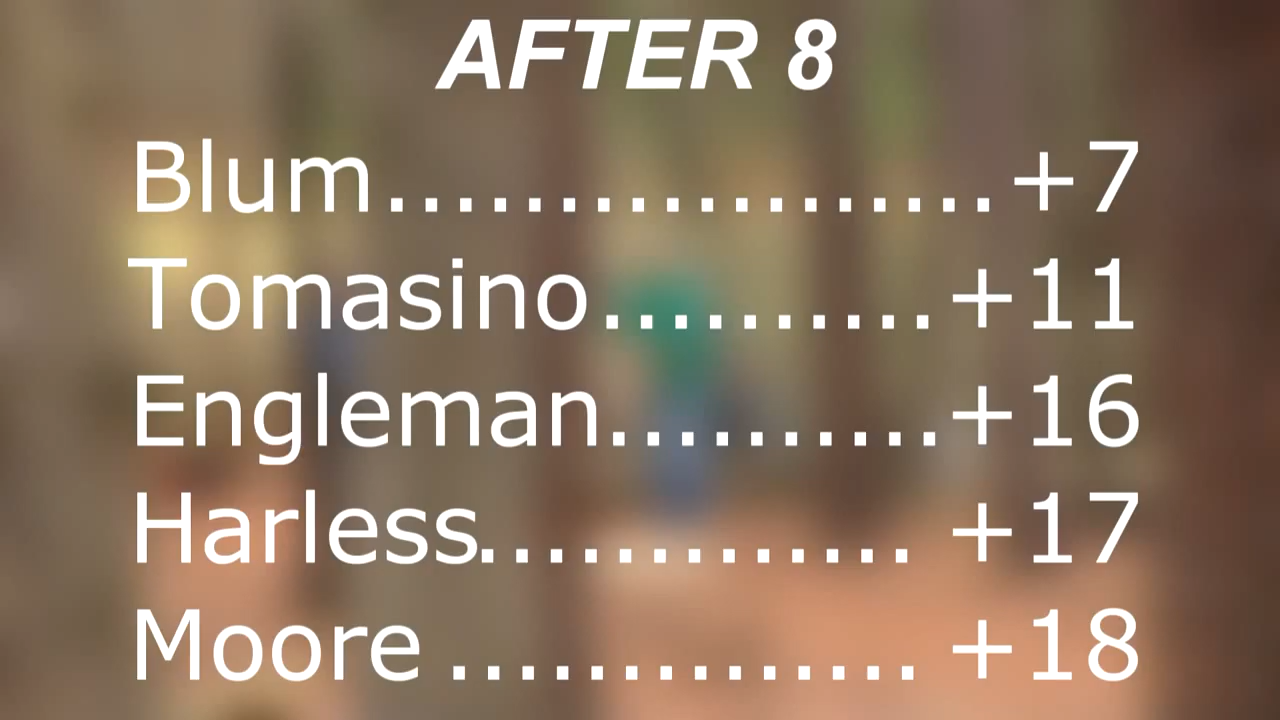 AFTER 8
Blum..................+7
Tomasino..........+11
Engleman..........+16
Harless............. +17
Moore .............. +18